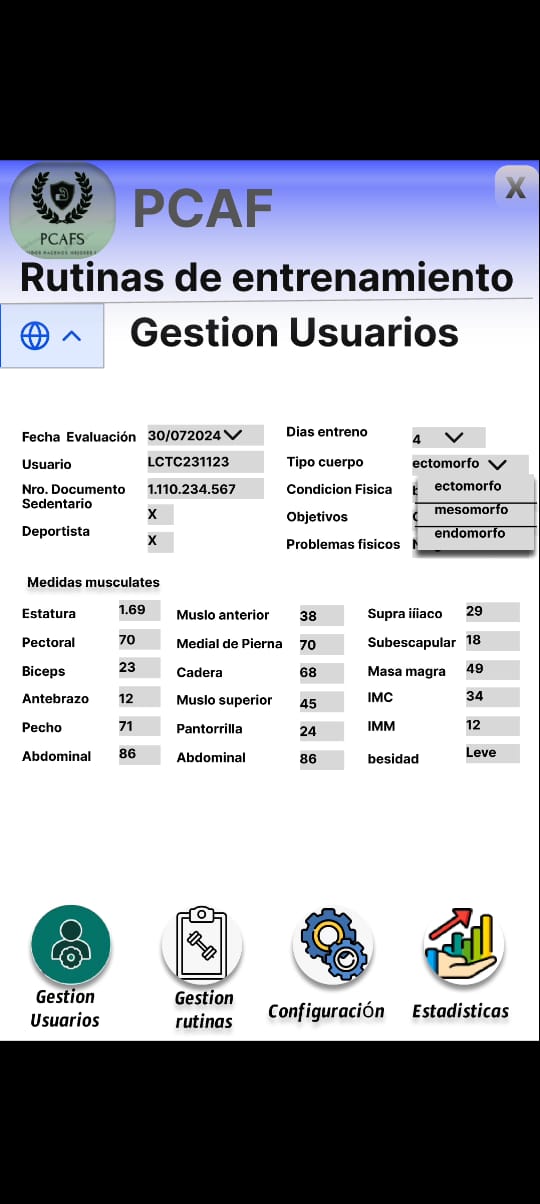 X
PCAF
PCAFS
Rutinas de entrenamiento
Gestion Usuarios
Fecha Evaluación 30/072024
Usuario LCTC231123
Nro. Documento 1.110.234.567
Sedentario X
Deportista X
Dias entreno 4
Tipo cuerpo ectomorfo
Condicion Fisica
Objetivos
Problemas fisicos
ectomorfo
mesomorfo
endomorfo
Medidas musculates
Estatura 1.69
Pectoral 70
Biceps 23
Antebrazo 12
Pecho 71
Abdominal 86
Muslo anterior 38
Medial de Pierna 70
Cadera 68
Muslo superior 45
Pantorrilla 24
Abdominal 86
Supra iiiaco 29
Subescapular 18
Masa magra 49
IMC 34
IMM 12
besidad Leve
Gestion
Usuarios
Gestion
rutinas
Configuración
Estadisticas